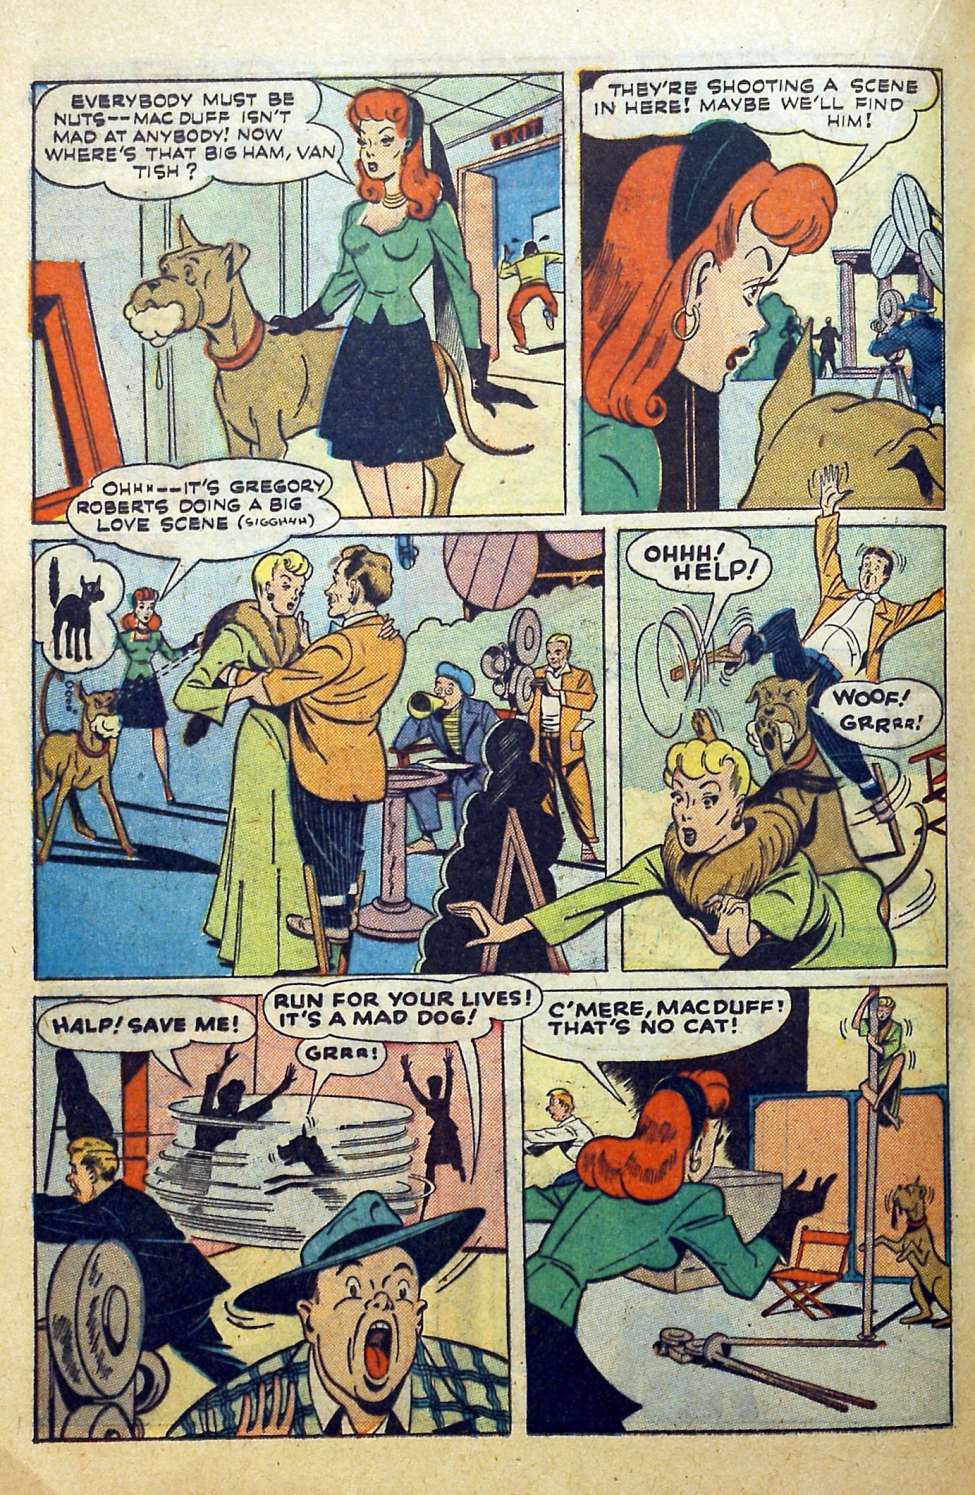 EVERYBODY MUST BE
NUTS--MAC DUFF ISN'T
MAD AT ANYBODY! NOW
WHERE'S THAT BIG HAM, VAN
TISH?
EXIT
THEY'RE SHOOTING A SCENE
IN HERE! MAYBE WE'LL FIND
HIM!
OHHH--IT'S GREGORY
ROBERTS DOING A BIG
LOVE SCENE (SIGGHHH)
OHHH!
HELP!
WOOF!
GRRRR!
HALP! SAVE ME!
RUN FOR YOUR LIVES!
IT'S A MAD DOG!
GRRR!
C'MERE, MACDUFF!
THAT'S NO CAT!